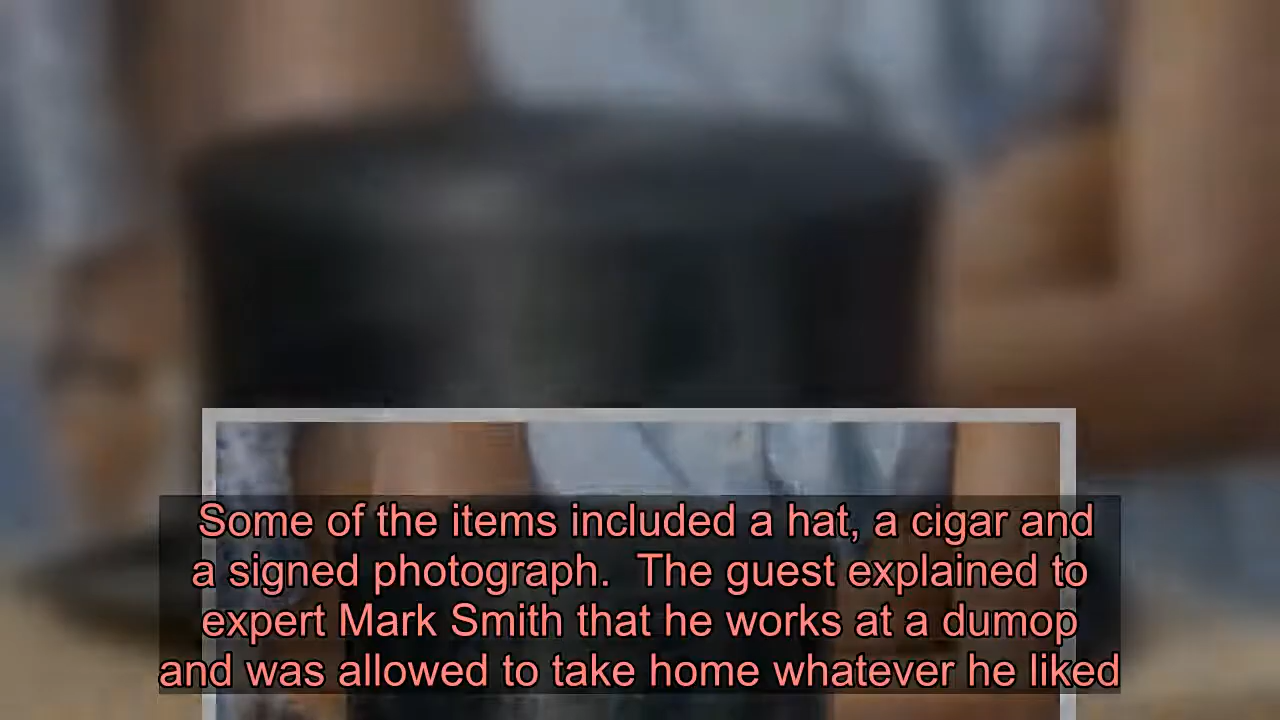 Some of the items included a hat, a cigar and
a signed photograph.  The guest explained to
expert Mark Smith that he works at a dumop
and was allowed to take home whatever he liked